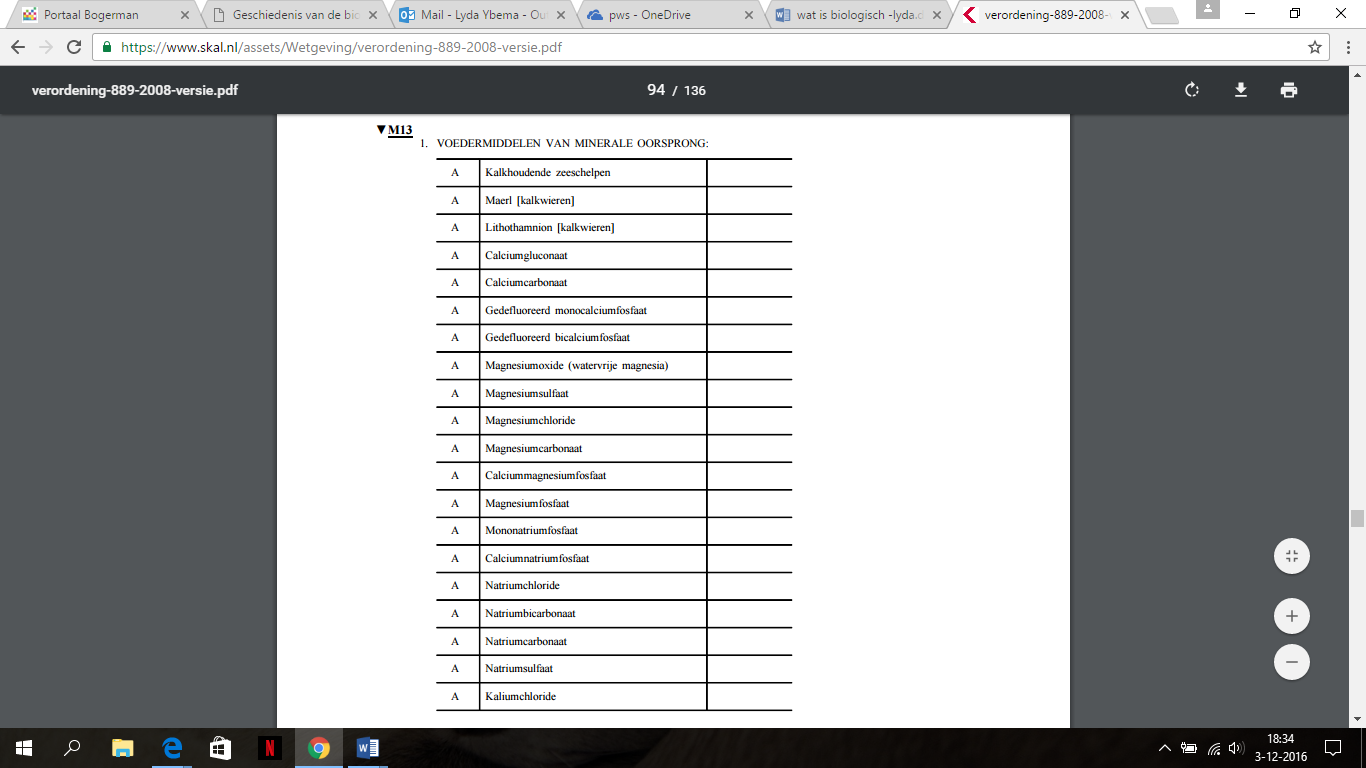 Portaal Bogerman
Geschiedenis van de bio
Mail - Lyda Ybema - Ou
pws - OneDrive
wat is biologisch -lyda.d
verordening-889-2008-
https://www.skal.nl/assets/Wetgeving/verordening-889-2008-versie.pdf
verordening-889-2008-versie.pdf
94 / 136
▼M13
1. VOEDERMIDDELEN VAN MINERALE OORSPRONG:
A Kalkhoudende zeeschelpen
A Maerl [kalkwieren]
A Lithothamnion [kalkwieren]
A Calciumgluconaat
A Calciumcarbonaat
A Gedefluoreerd monocalciumfosfaat
A Gedefluoreerd bicalciumfosfaat
A Magnesiumoxide (watervrije magnesia)
A Magnesiumsulfaat
A Magnesiumchloride
A Magnesiumcarbonaat
A Calciummagnesiumfosfaat
A Magnesiumfosfaat
A Mononatriumfosfaat
A Calciumnatriumfosfaat
A Natriumchloride
A Natriumbicarbonaat
A Natriumcarbonaat
A Natriumsulfaat
A Kaliumchloride
18:34
3-12-2016